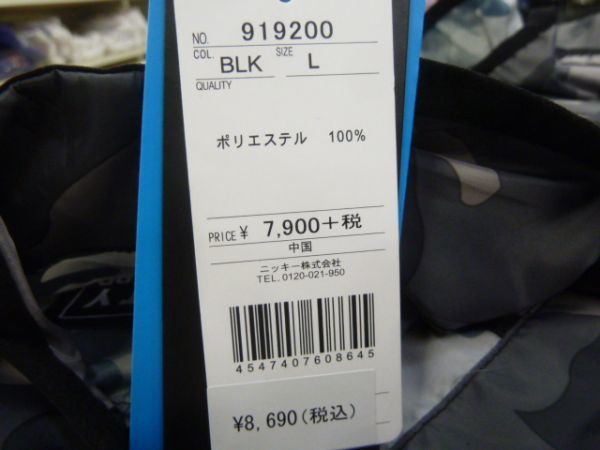 NO. 919200
COL. BLK SIZE L
QUALITY
ポリエステル 100%
PRICE ¥ 7,900+税
中国
ニッキー株式会社
TEL. 0120-021-950
4547407608645
¥8,690(税込)